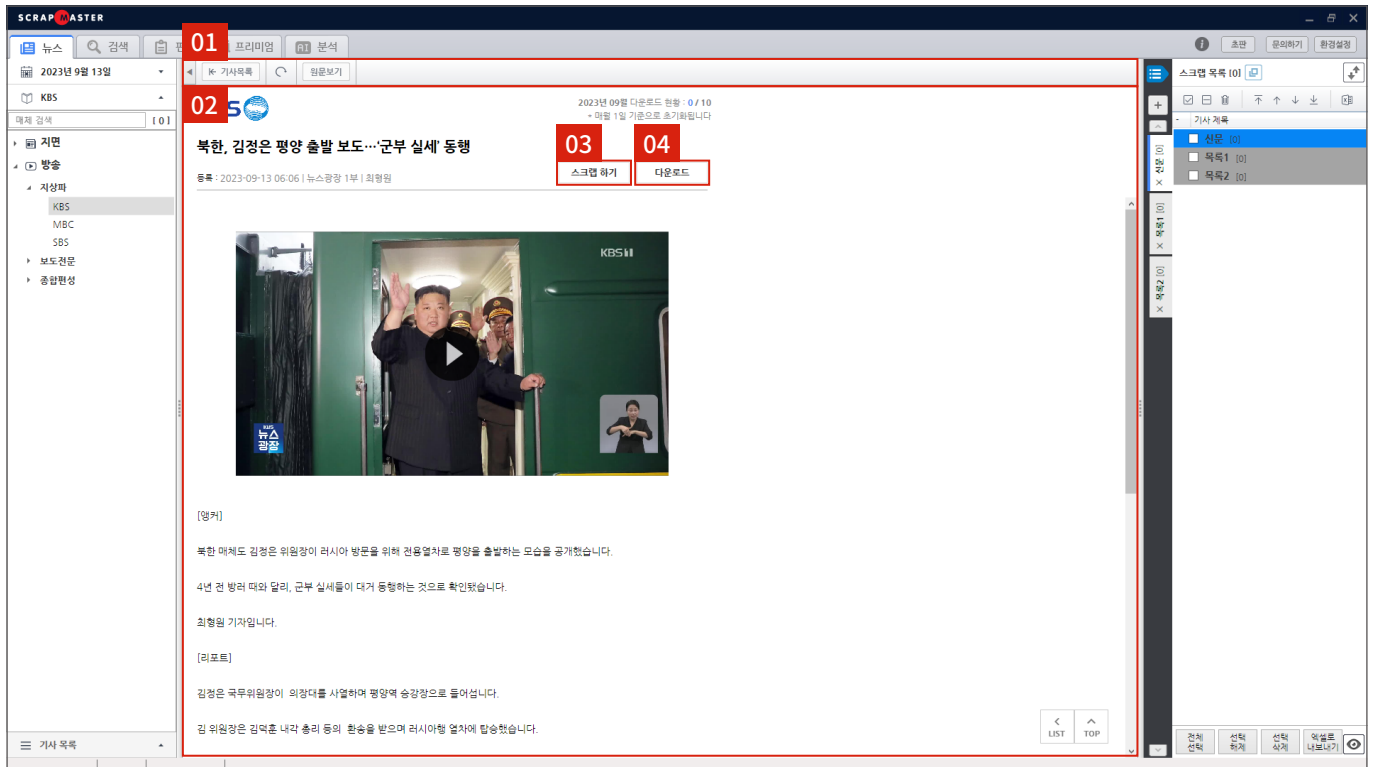 SCRAP MASTER
뉴스 검색 01 프리미엄 AI 분석 초판 문의하기 환경설정
2023년 9월 13일
KBS
매체 검색 [ 0 ]
지면
방송
지상파
KBS
MBC
SBS
보도전문
종합편성
기사 목록
기사목록 원문보기
02 S
2023년 09월 다운로드 현황 : 0 / 10
* 매월 1일 기준으로 초기화됩니다
북한, 김정은 평양 출발 보도…‘군부 실세’ 동행
03 04
등록 : 2023-09-13 06:06 | 뉴스광장 1부 | 최형원
스크랩 하기 다운로드
KBS 1
KBS
뉴스
광장
[앵커]
북한 매체도 김정은 위원장이 러시아 방문을 위해 전용열차로 평양을 출발하는 모습을 공개했습니다.
4년 전 방러 때와 달리, 군부 실세들이 대거 동행하는 것으로 확인됐습니다.
최형원 기자입니다.
[리포트]
김정은 국무위원장이 의장대를 사열하며 평양역 승강장으로 들어섭니다.
김 위원장은 김덕훈 내각 총리 등의 환송을 받으며 러시아행 열차에 탑승했습니다.
LIST TOP
신문 [0]
목록1 [0]
목록2 [0]
스크랩 목록 [0]
기사 제목
신문 [0]
목록1 [0]
목록2 [0]
전체
선택
선택
해제
선택
삭제
엑셀로
내보내기